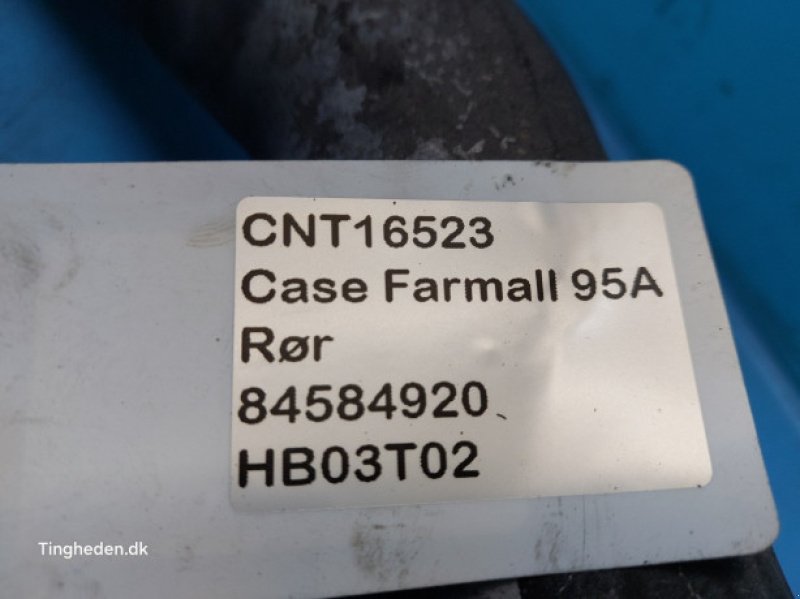 CNT16523
Case Farmall 95A
Rør
84584920
HB03T02
Tingheden.dk